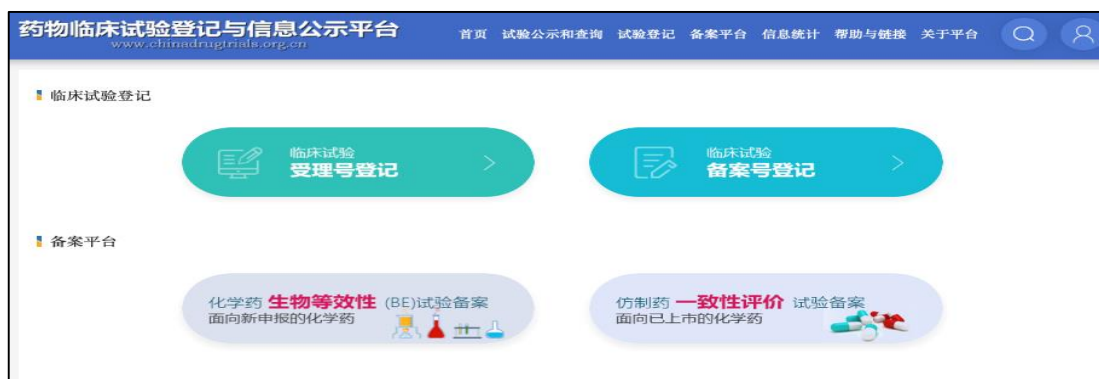 药物临床试验登记与信息公示平台
www.chinadrugtrials.org.cn
首页 试验公示和查询 试验登记 备案平台 信息统计 帮助与链接 关于平台
临床试验登记
临床试验
受理号登记
临床试验
备案号登记
备案平台
化学药 生物等效性 (BE)试验备案
面向新申报的化学药
仿制药 一致性评价 试验备案
面向已上市的化学药